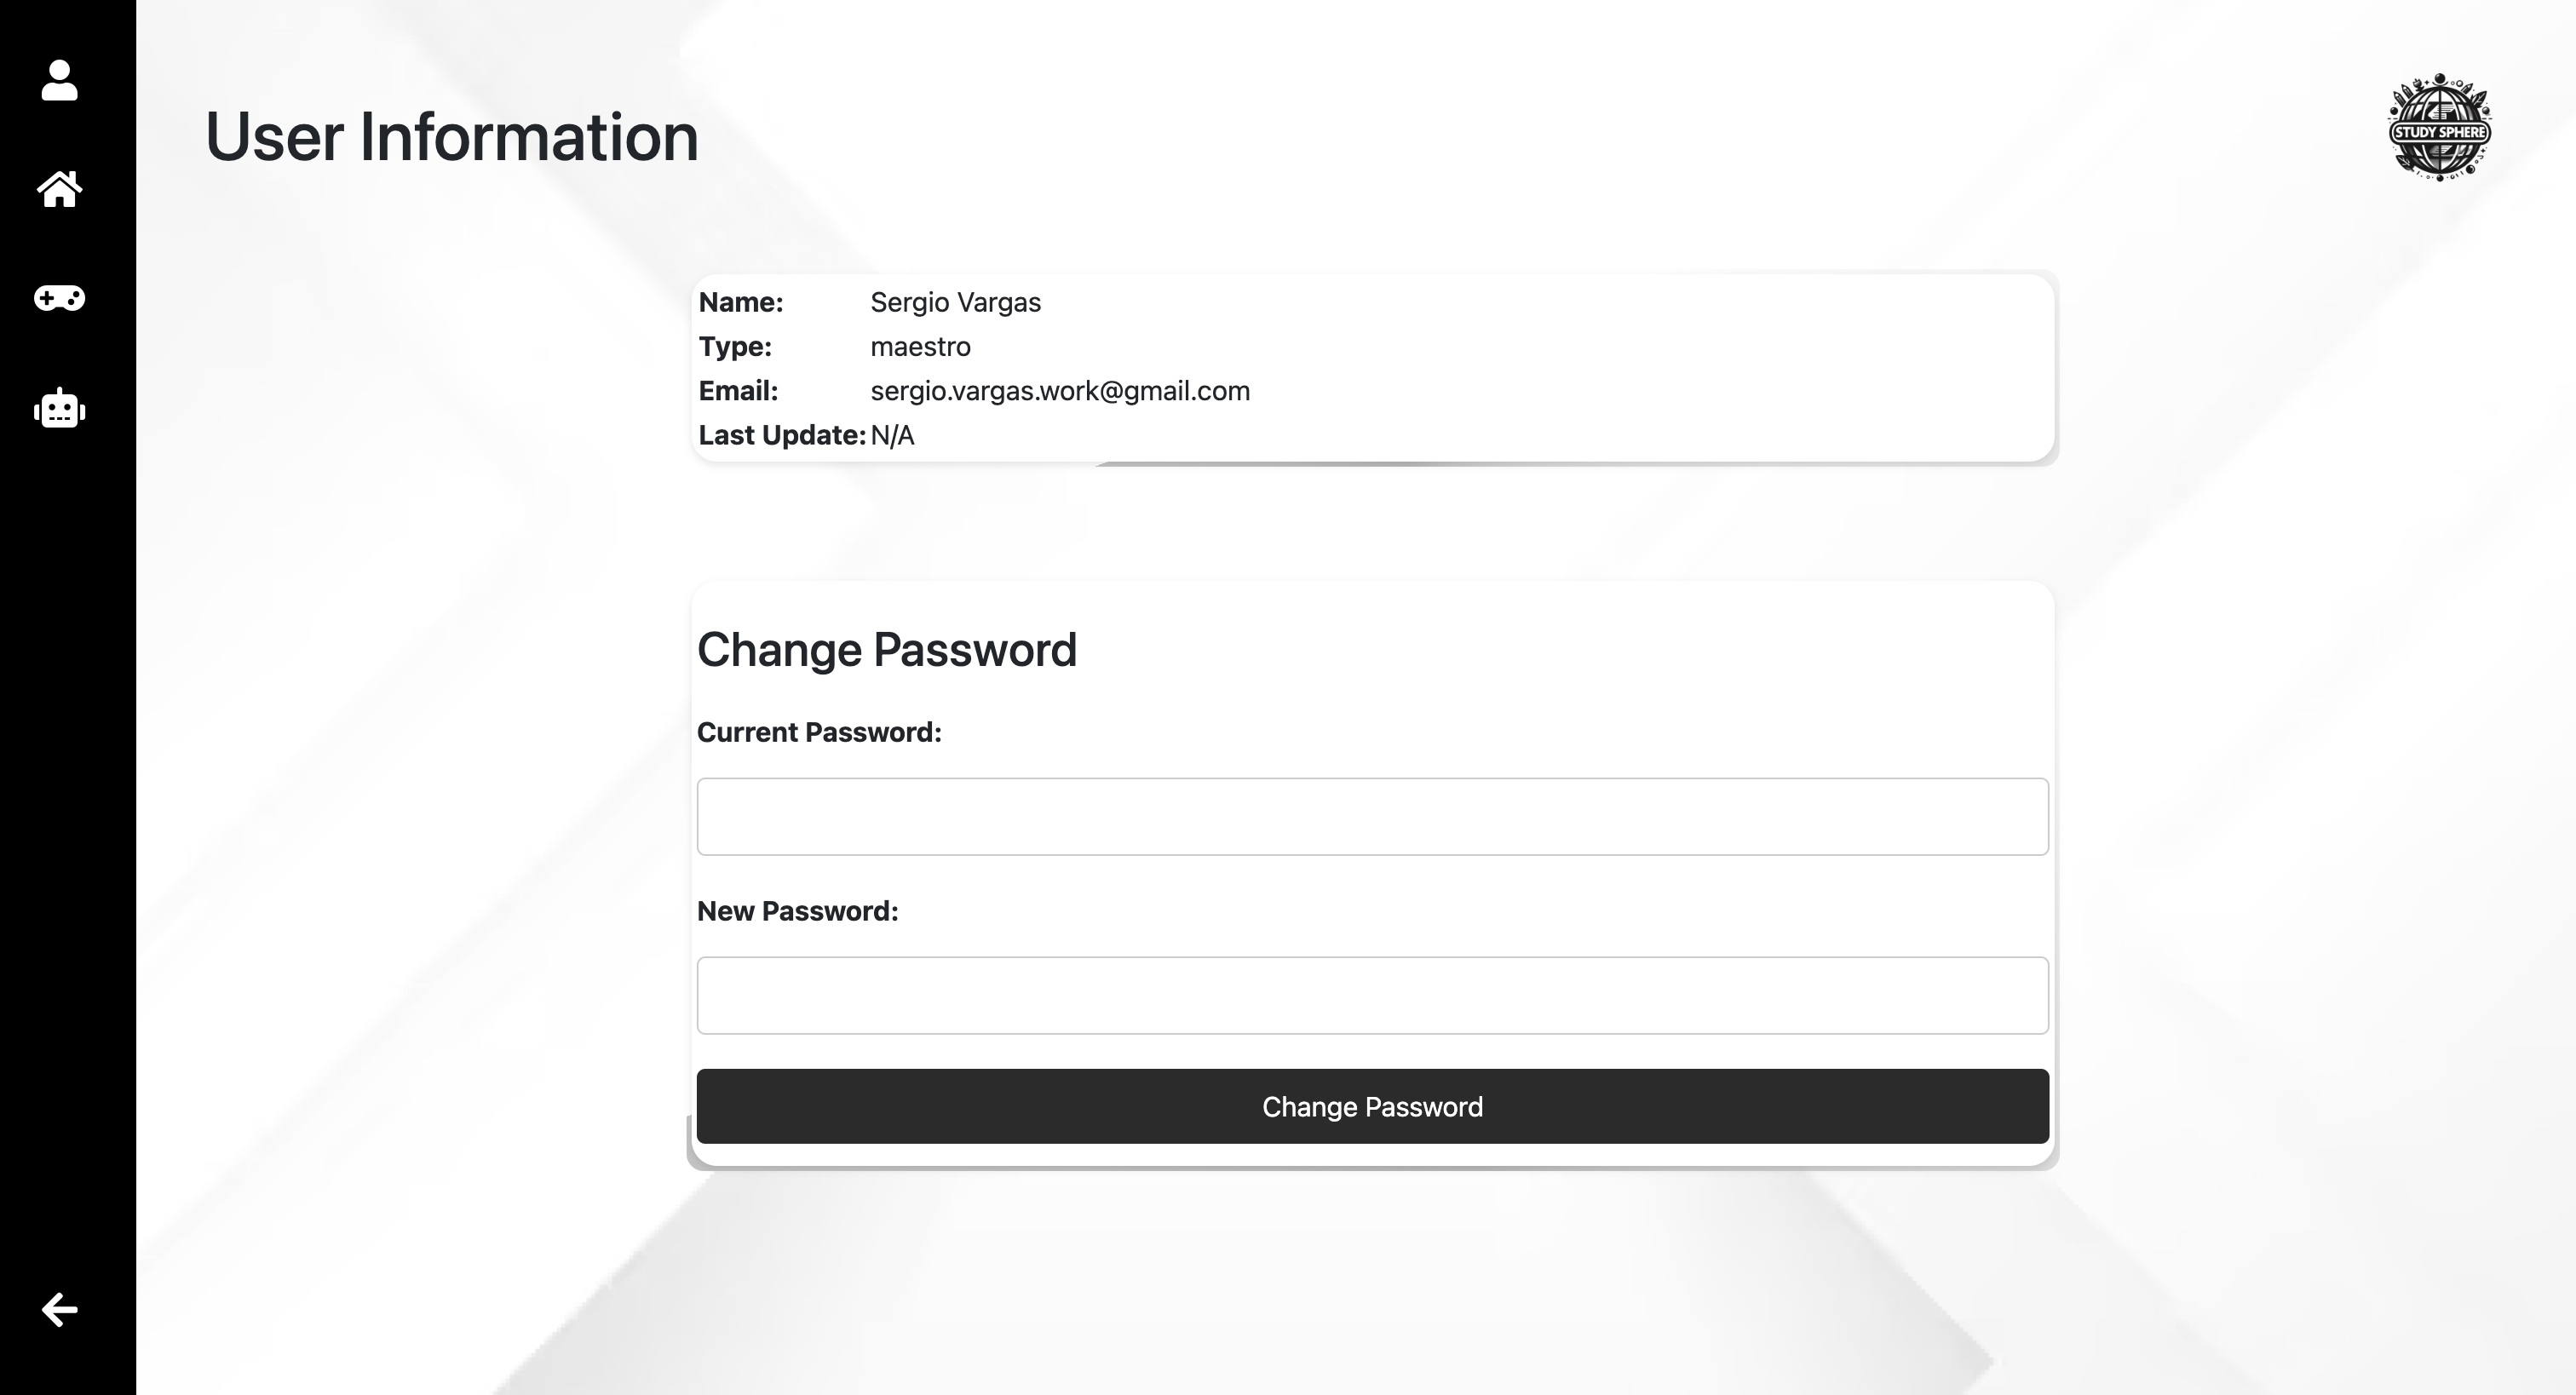 User Information
STUDY SPHERE
Name: Sergio Vargas
Type: maestro
Email: sergio.vargas.work@gmail.com
Last Update: N/A
Change Password
Current Password:
New Password:
Change Password